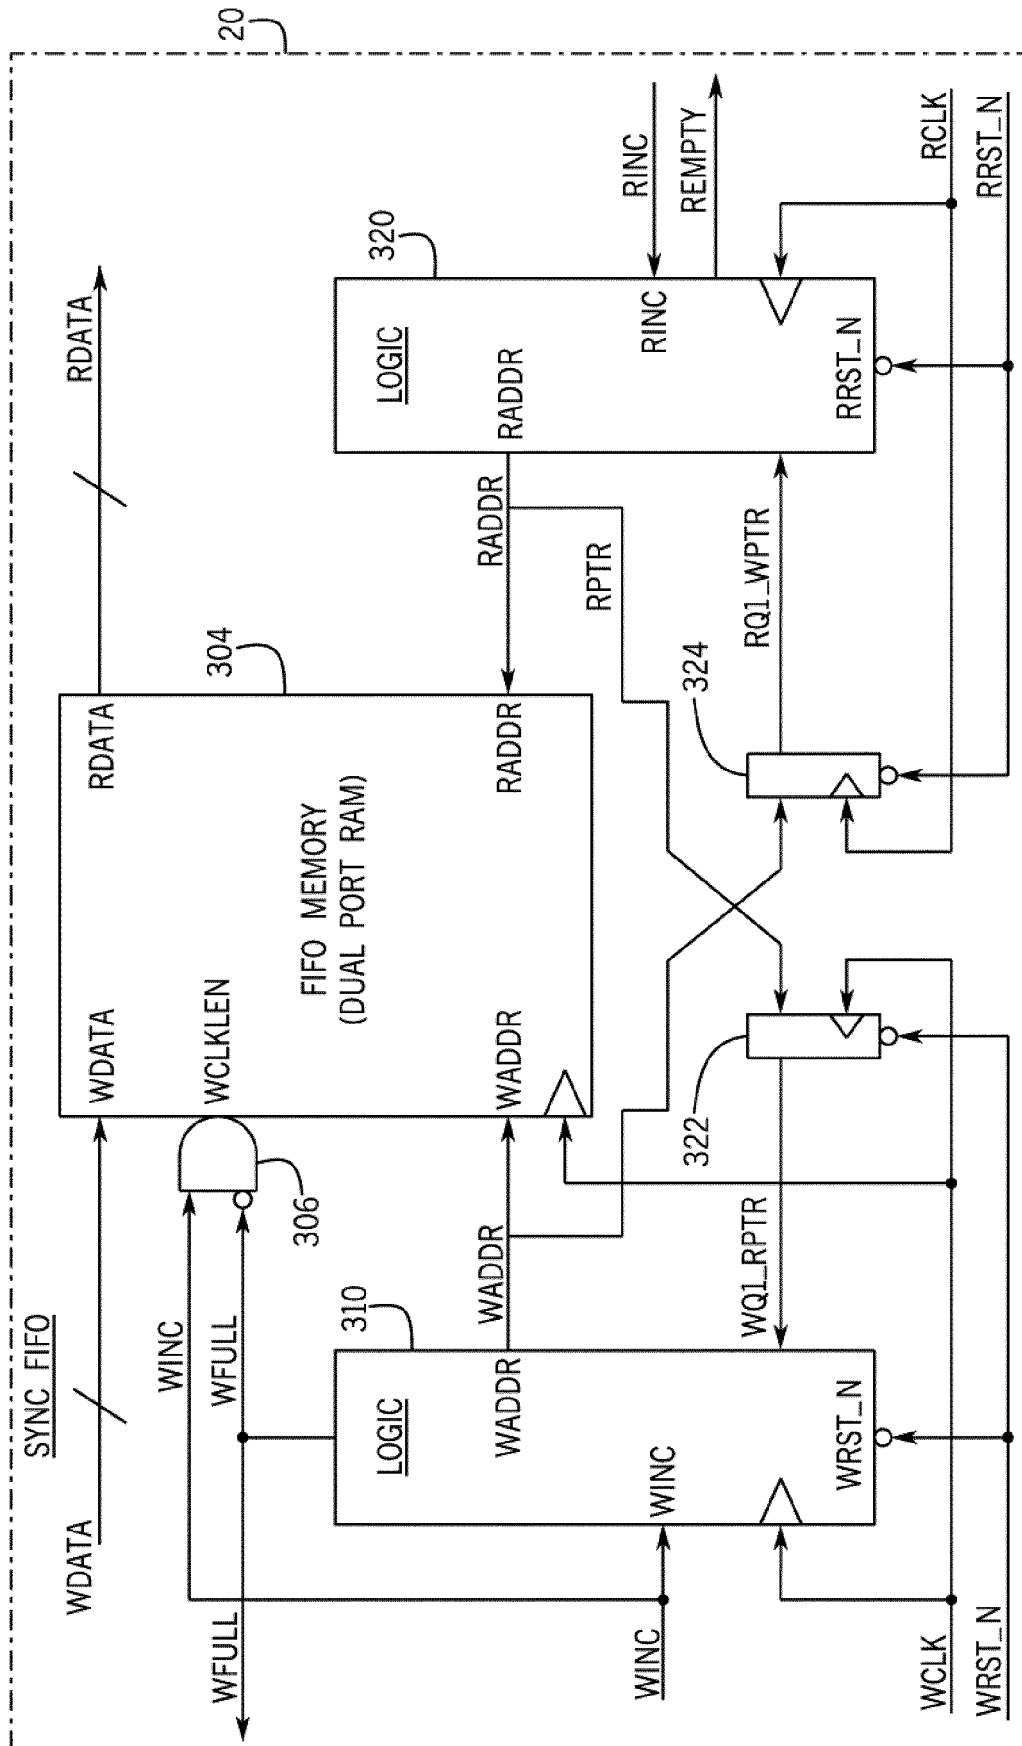 20
SYNC FIFO
WDATA
WDATA
RDATA
RDATA
304
WINC
WCLKLEN
WFULL
WFULL
306
FIFO MEMORY
(DUAL PORT RAM)
310
320
LOGIC
LOGIC
WADDR
WADDR
WADDR
RADDR
RADDR
RADDR
RPTR
WINC
WINC
RINC
RINC
REMPTY
322
324
WQ1_RPTR
RQ1_WPTR
WRST_N
RRST_N
WCLK
RCLK
WRST_N
RRST_N